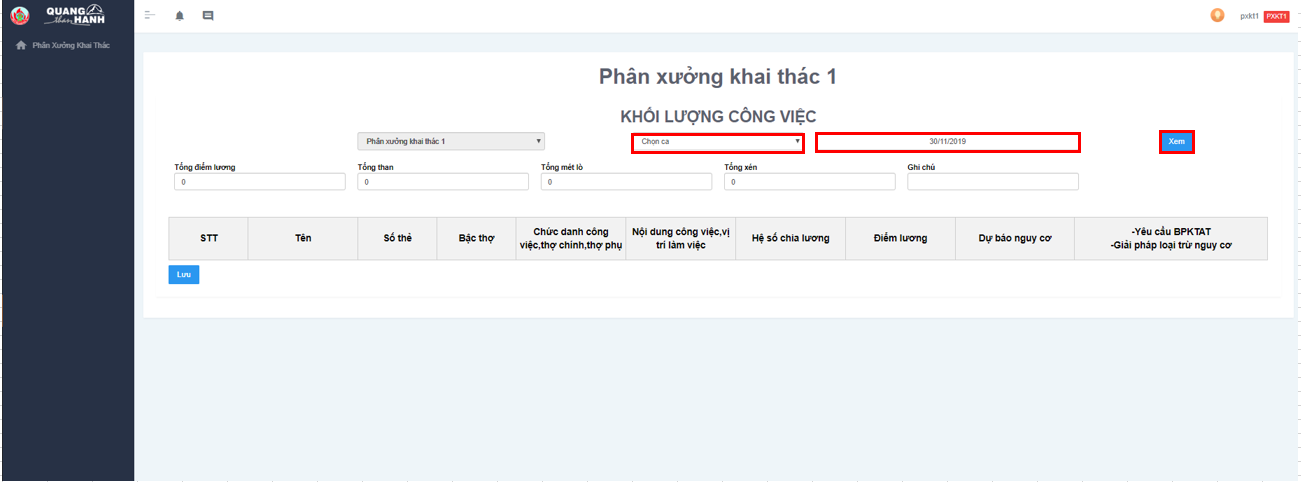 QUANG
HANH
pxkt1 PXKT1
Phân Xưởng Khai Thác
Phân xưởng khai thác 1
KHỐI LƯỢNG CÔNG VIỆC
Phân xưởng khai thác 1
Chọn ca
30/11/2019
Xem
Tổng điểm lương
Tổng than
Tổng mét lò
Tổng xén
Ghi chú
0
0
0
0
STT
Tên
Số thẻ
Bậc thợ
Chức danh công
việc,thợ chính,thợ phụ
Nội dung công việc,vị
trí làm việc
Hệ số chia lương
Điểm lương
Dự báo nguy cơ
-Yêu cầu BPKTAT
-Giải pháp loại trừ nguy cơ
Lưu